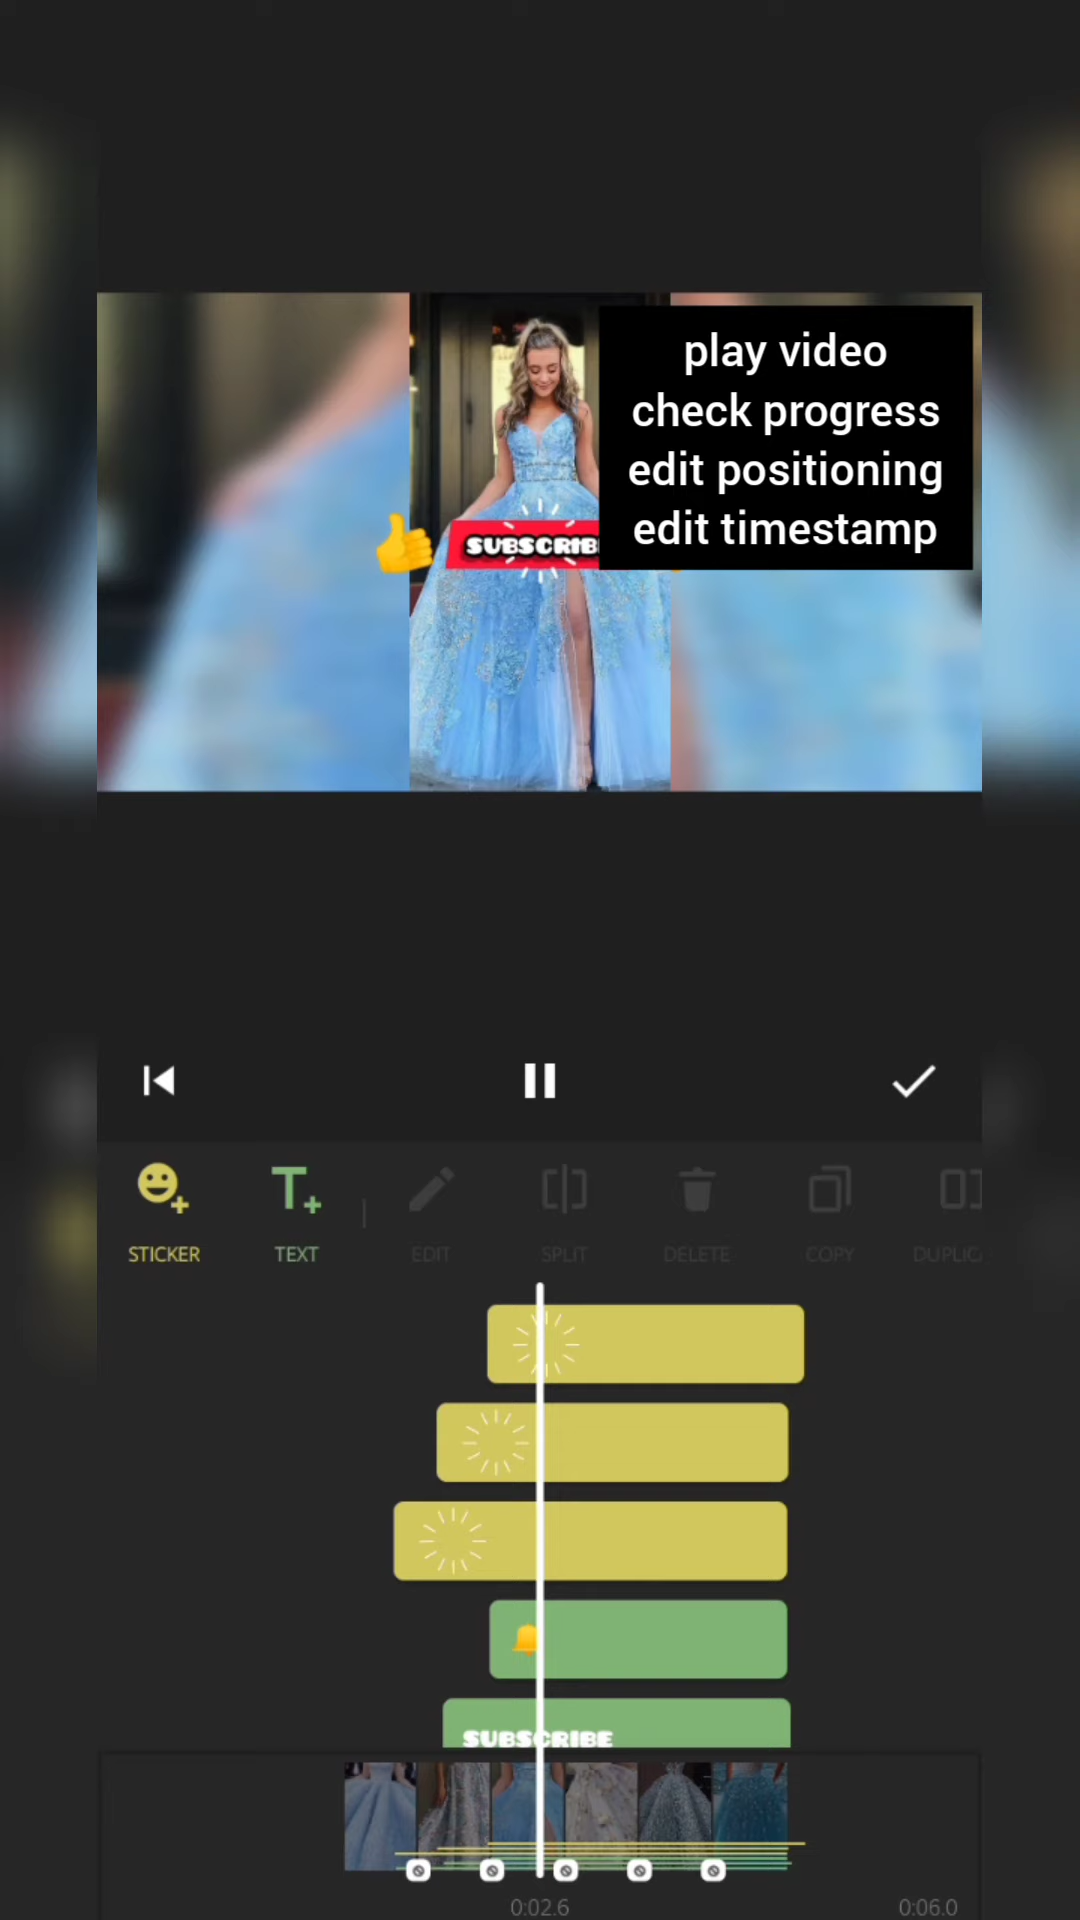 play video
check progress
edit positioning
edit timestamp
SUBSCRIB
STICKER
TEXT
EDIT
SPLIT
DELETE
COPY
DUPLIC
SUBSCRIBE
0:02.6
0:06.0